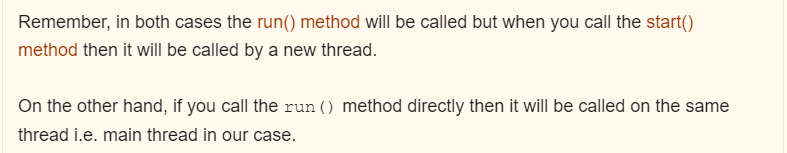 Remember, in both cases the run() method will be called but when you call the start()
method then it will be called by a new thread.
On the other hand, if you call the run() method directly then it will be called on the same
thread i.e. main thread in our case.